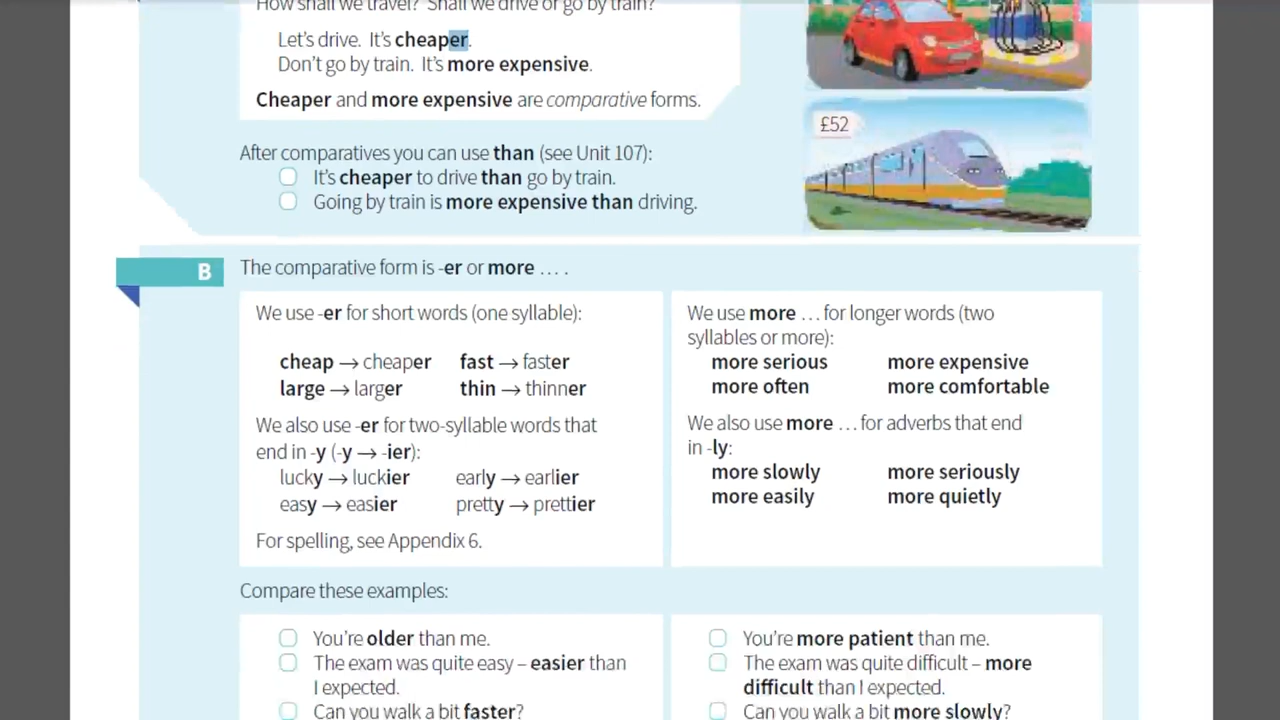 How shall we travel? Shall we drive or go by train?
Let's drive. It's cheaper.
Don't go by train. It's more expensive.
Cheaper and more expensive are comparative forms.
£52
After comparatives you can use than (see Unit 107):
It's cheaper to drive than go by train.
Going by train is more expensive than driving.
B
The comparative form is -er or more … .
We use -er for short words (one syllable):
cheap → cheaper fast → faster
large → larger thin → thinner
We also use -er for two-syllable words that
end in -y (-y → -ier):
lucky → luckier early → earlier
easy → easier pretty → prettier
For spelling, see Appendix 6.
We use more … for longer words (two
syllables or more):
more serious more expensive
more often more comfortable
We also use more … for adverbs that end
in -ly:
more slowly more seriously
more easily more quietly
Compare these examples:
You're older than me.
The exam was quite easy – easier than
I expected.
Can you walk a bit faster?
You're more patient than me.
The exam was quite difficult – more
difficult than I expected.
Can you walk a bit more slowly?